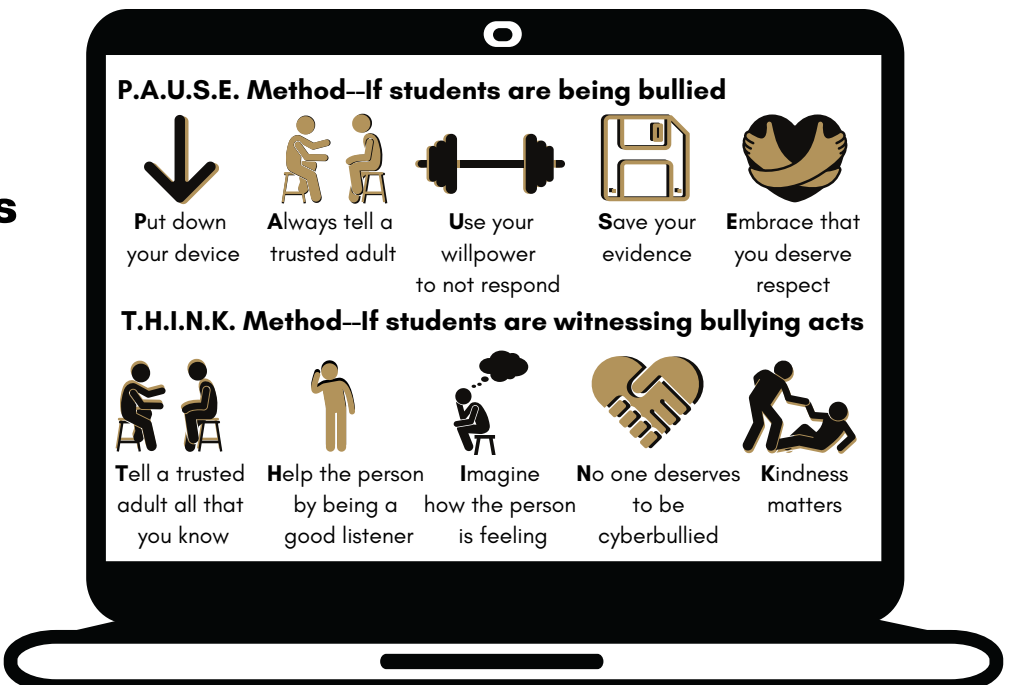 s
P.A.U.S.E. Method--If students are being bullied
Put down
your device
Always tell a
trusted adult
Use your
willpower
to not respond
Save your
evidence
Embrace that
you deserve
respect
T.H.I.N.K. Method--If students are witnessing bullying acts
Tell a trusted
adult all that
you know
Help the person
by being a
good listener
Imagine
how the person
is feeling
No one deserves
to be
cyberbullied
Kindness
matters